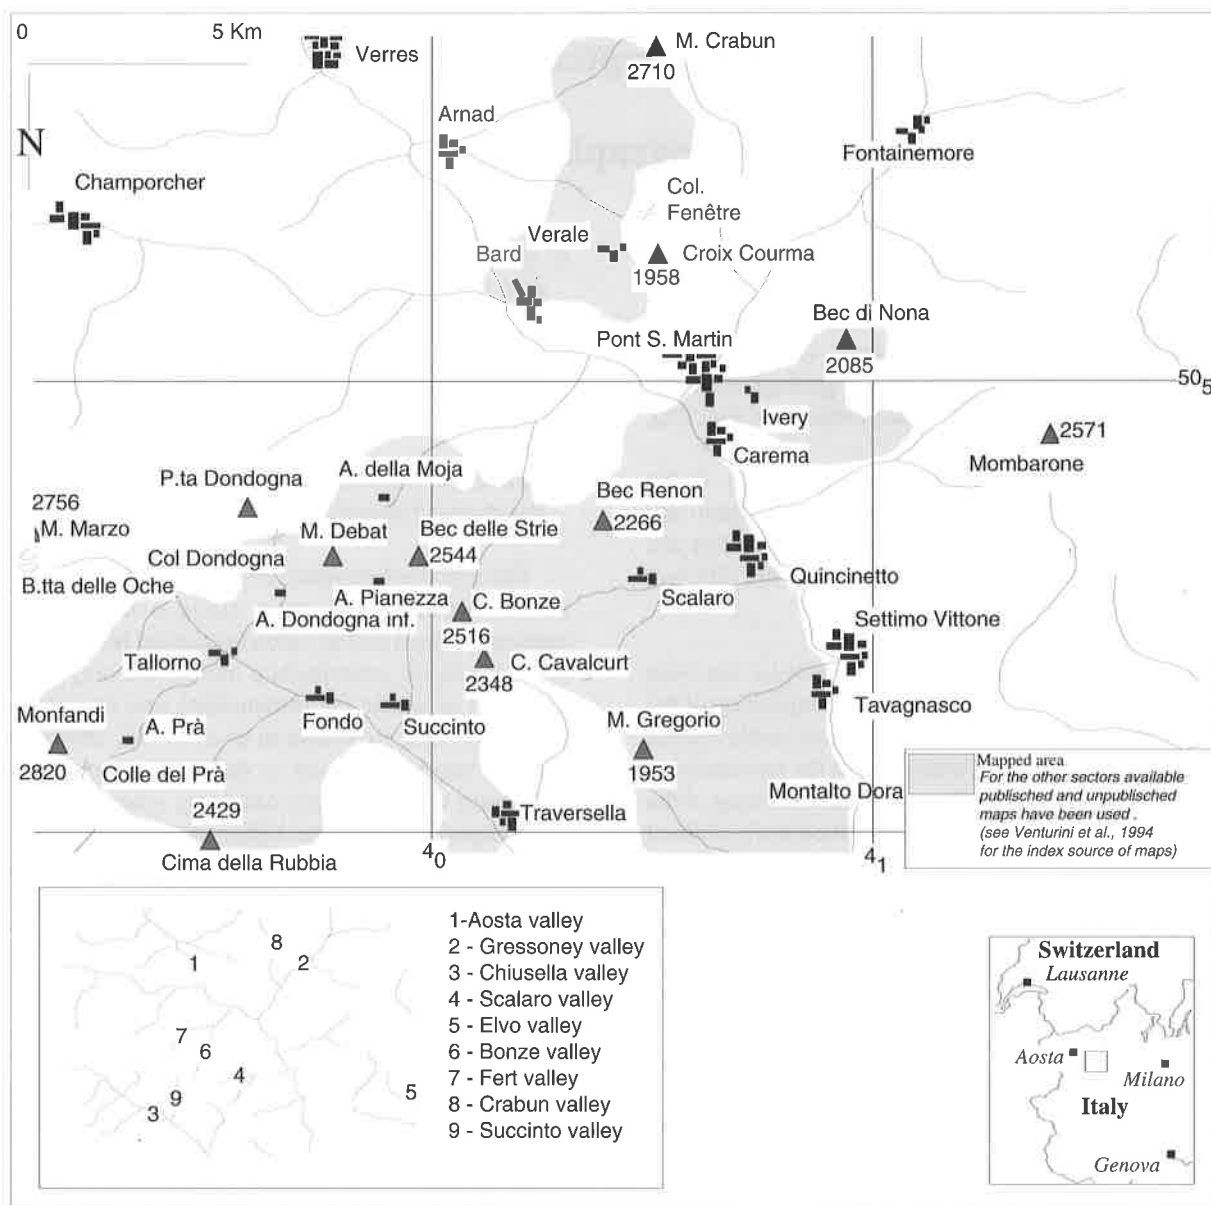 0
5 Km
Verres
M. Crabun
2710
N
Arnad
Fontainemore
Champorcher
Col.
Fenêtre
Verale
Bard
Croix Courma
1958
Bec di Nona
Pont S. Martin
2085
50 5
Ivery
2571
Carema
Mombarone
A. della Moja
P.ta Dondogna
2756
Bec Renon
2266
M. Marzo
M. Debat
Bec delle Strie
2544
Col Dondogna
B.tta delle Oche
A. Pianezza
C. Bonze
Scalaro
Quincinetto
A. Dondogna inf.
2516
Settimo Vittone
Tallorno
C. Cavalcurt
2348
Monfandi
A. Prà
Fondo
Succinto
M. Gregorio
Tavagnasco
2820
Colle del Prà
1953
Montalto Dora
2429
Traversella
Cima della Rubbia
4 0
4 1
Mapped area
For the other sectors available
publisched and unpublisched
maps have been used .
(see Venturini et al., 1994
for the index source of maps)
8
1
2
7
6
4
5
9
3
1-Aosta valley
2 - Gressoney valley
3 - Chiusella valley
4 - Scalaro valley
5 - Elvo valley
6 - Bonze valley
7 - Fert valley
8 - Crabun valley
9 - Succinto valley
Switzerland
Lausanne
Aosta
Milano
Italy
Genova